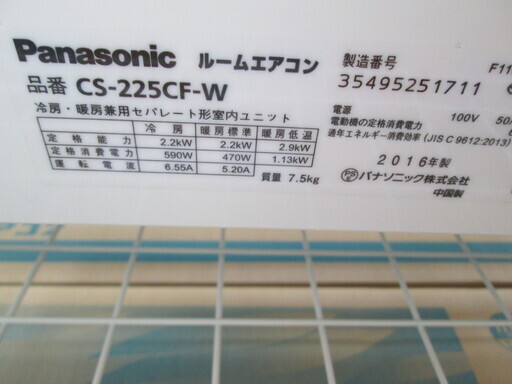 Panasonic ルームエアコン
品番 CS-225CF-W
冷房・暖房兼用セパレート形室内ユニット
冷房 暖房標準 暖房低温
定格能力 2.2kW 2.2kW 2.9kW
定格消費電力 590W 470W 1.13kW
運転電流 6.55A 5.20A
質量 7.5kg
製造番号 F11
35495251711
電源 100V 50/
電動機の定格消費電力
通年エネルギー消費効率(JIS C 9612:2013)
2016年製
パナソニック株式会社
中国製